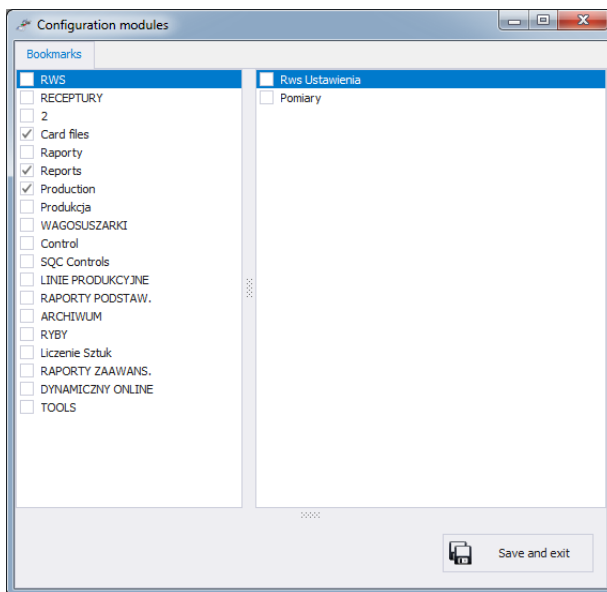 Configuration modules
Bookmarks
RWS
RECEPTURY
2
Card files
Raporty
Reports
Production
Produkcja
WAGOSUSZARKI
Control
SQC Controls
LINIE PRODUKCYJNE
RAPORTY PODSTAW.
ARCHIWUM
RYBY
Liczenie Sztuk
RAPORTY ZAAWANS.
DYNAMICZNY ONLINE
TOOLS
Rws Ustawienia
Pomiary
Save and exit